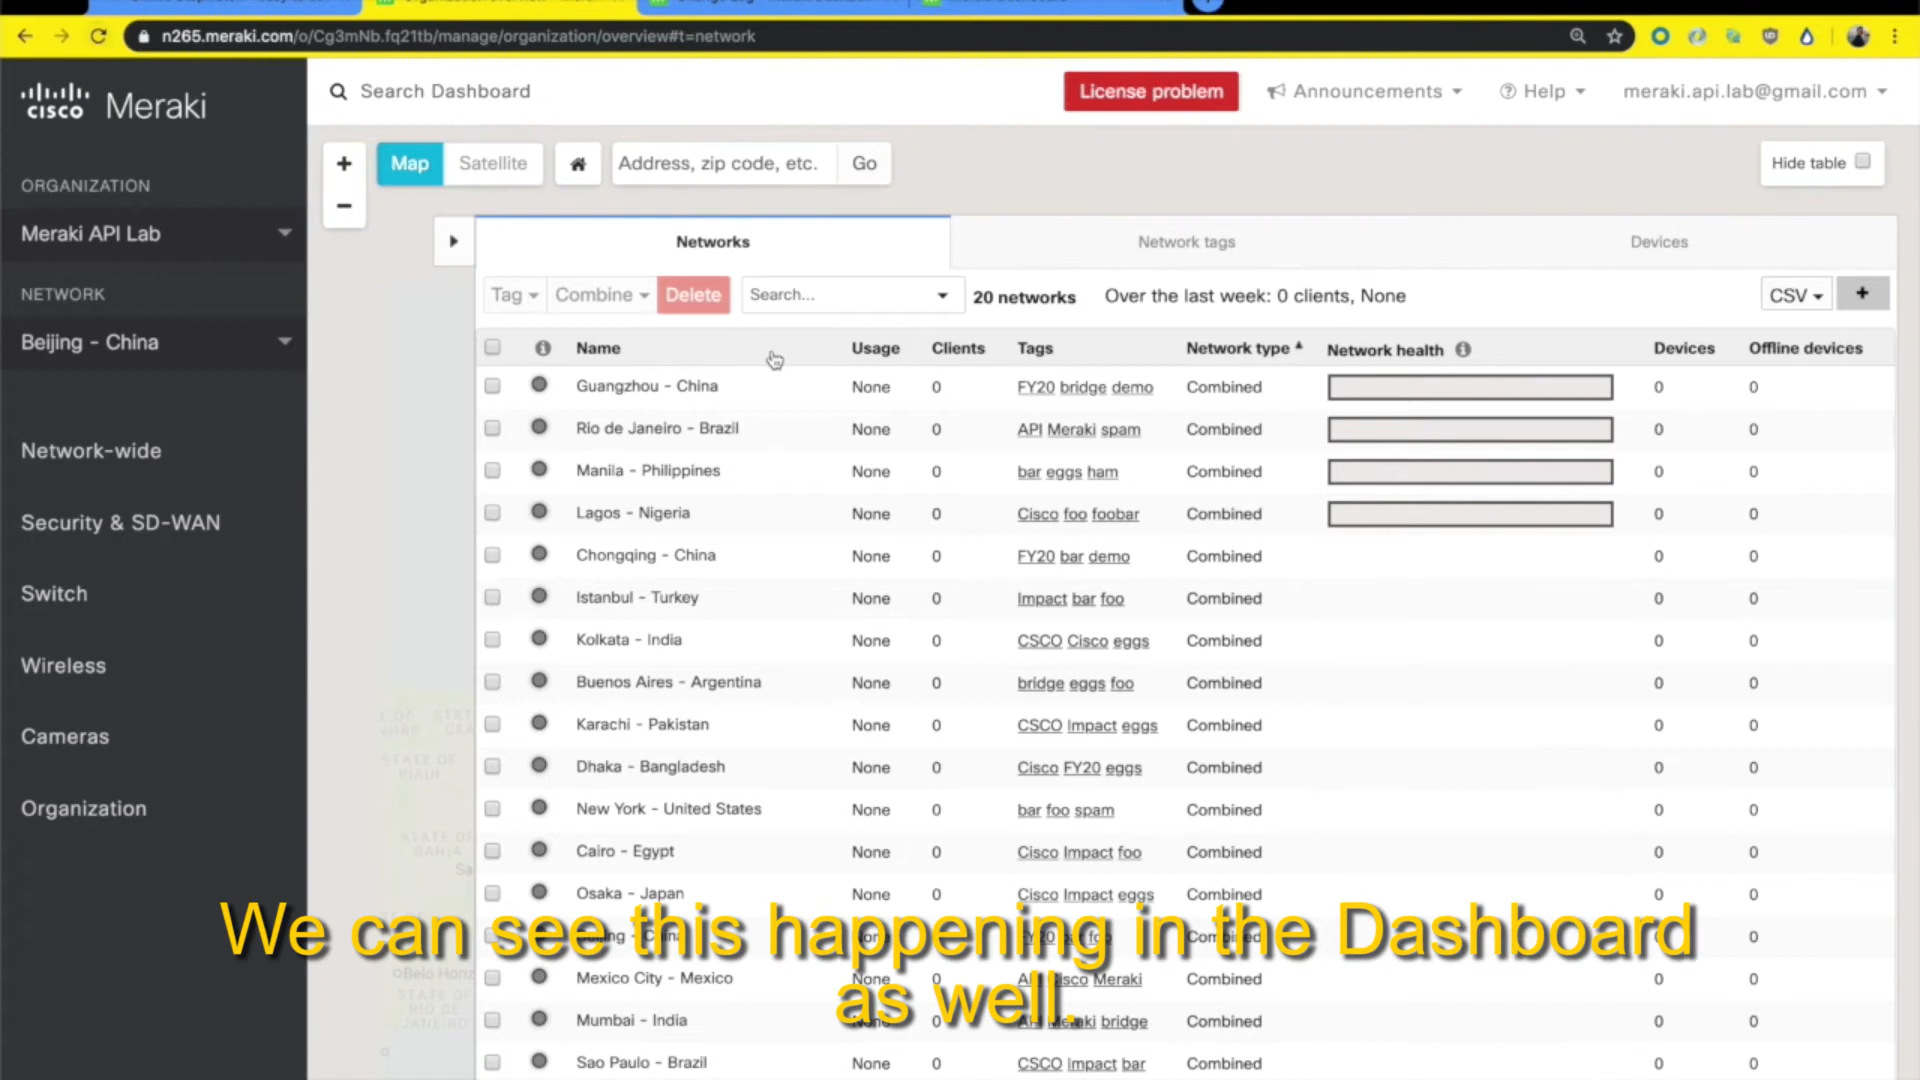 n265.meraki.com/o/Cg3mNb.fq21tb/manage/organization/overview#t=network
cisco Meraki
Search Dashboard
License problem
Announcements
Help
meraki.api.lab@gmail.com
ORGANIZATION
Meraki API Lab
NETWORK
Beijing - China
Network-wide
Security & SD-WAN
Switch
Wireless
Cameras
Organization
+
−
Map
Satellite
Address, zip code, etc.
Go
Hide table
Networks
Network tags
Devices
Tag
Combine
Delete
Search...
20 networks
Over the last week: 0 clients, None
CSV
+
Name Usage Clients Tags Network type Network health Devices Offline devices
Guangzhou - China None 0 FY20 bridge demo Combined 0 0
Rio de Janeiro - Brazil None 0 API Meraki spam Combined 0 0
Manila - Philippines None 0 bar eggs ham Combined 0 0
Lagos - Nigeria None 0 Cisco foo foobar Combined 0 0
Chongqing - China None 0 FY20 bar demo Combined 0 0
Istanbul - Turkey None 0 Impact bar foo Combined 0 0
Kolkata - India None 0 CSCO Cisco eggs Combined 0 0
Buenos Aires - Argentina None 0 bridge eggs foo Combined 0 0
Karachi - Pakistan None 0 CSCO Impact eggs Combined 0 0
Dhaka - Bangladesh None 0 Cisco FY20 eggs Combined 0 0
New York - United States None 0 bar foo spam Combined 0 0
Cairo - Egypt None 0 Cisco Impact foo Combined 0 0
Osaka - Japan None 0 Cisco Impact eggs Combined 0 0
0 0
Mexico City - Mexico None 0 Meraki Combined 0 0
Mumbai - India 0 bridge Combined 0 0
Sao Paulo - Brazil None 0 CSCO Impact bar Combined 0 0
We can see this happening in the Dashboard
as well.